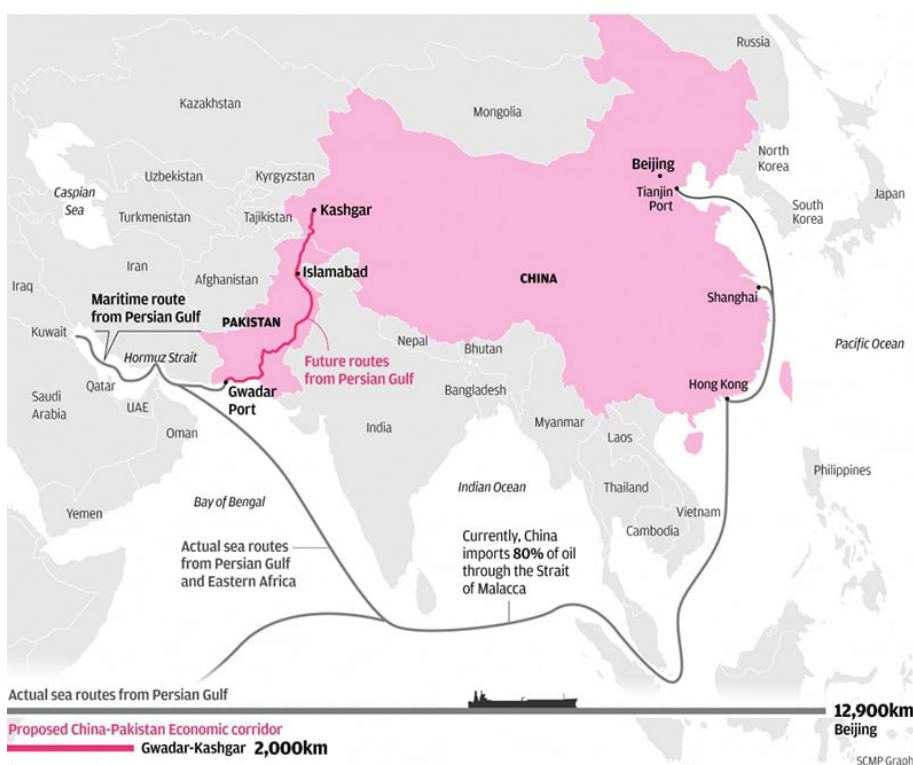 Russia
Kazakhstan
Mongolia
North
Korea
Beijing
Uzbekistan
Kyrgyzstan
Caspian
Sea
Tianjin
Port
Japan
Turkmenistan
Tajikistan
Kashgar
South
Korea
Iran
Afghanistan
Islamabad
CHINA
Iraq
Maritime route
from Persian Gulf
Shanghai
PAKISTAN
Kuwait
Nepal
Bhutan
Pacific Ocean
Hormuz Strait
Future routes
from Persian Gulf
Qatar
Gwadar
Port
Bangladesh
Hong Kong
Saudi
Arabia
UAE
Oman
India
Myanmar
Laos
Philippines
Indian Ocean
Thailand
Yemen
Bay of Bengal
Vietnam
Cambodia
Actual sea routes
from Persian Gulf
and Eastern Africa
Currently, China
imports 80% of oil
through the Strait
of Malacca
Actual sea routes from Persian Gulf
12,900km
Beijing
Proposed China-Pakistan Economic corridor
Gwadar-Kashgar 2,000km
SCMP Graph